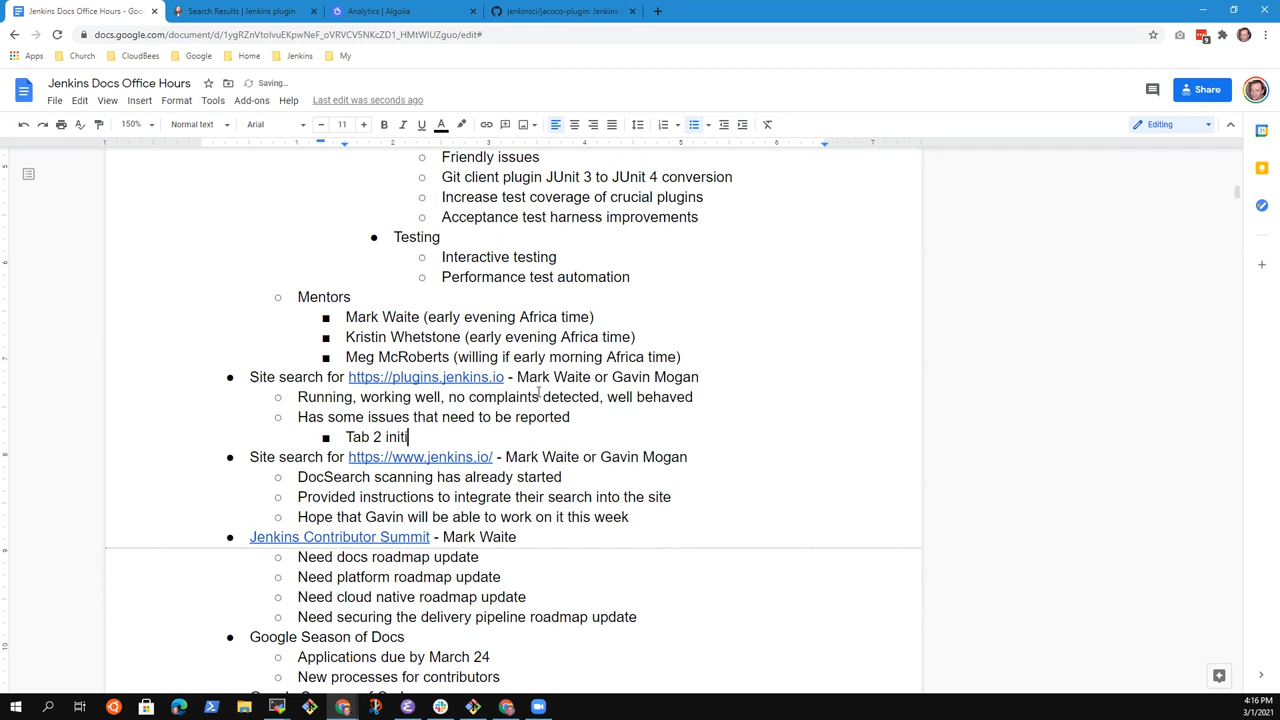 Jenkins Docs Office Hours - Goo
Search Results | Jenkins plugin
Analytics | Algolia
jenkinsci/jacoco-plugin: Jenkins
docs.google.com/document/d/1ygRZnVtoIvuEKpwNeF_oVRVCV5NKcZD1_HMtWIUZguo/edit#
Apps
Church
CloudBees
Google
Home
Jenkins
My
Jenkins Docs Office Hours
Saving...
File Edit View Insert Format Tools Add-ons Help Last edit was seconds ago
Share
150% Normal text Arial 11
Editing
Friendly issues
Git client plugin JUnit 3 to JUnit 4 conversion
Increase test coverage of crucial plugins
Acceptance test harness improvements
Testing
Interactive testing
Performance test automation
Mentors
Mark Waite (early evening Africa time)
Kristin Whetstone (early evening Africa time)
Meg McRoberts (willing if early morning Africa time)
Site search for https://plugins.jenkins.io - Mark Waite or Gavin Mogan
Running, working well, no complaints detected, well behaved
Has some issues that need to be reported
Tab 2 initi
Site search for https://www.jenkins.io/ - Mark Waite or Gavin Mogan
DocSearch scanning has already started
Provided instructions to integrate their search into the site
Hope that Gavin will be able to work on it this week
Jenkins Contributor Summit - Mark Waite
Need docs roadmap update
Need platform roadmap update
Need cloud native roadmap update
Need securing the delivery pipeline roadmap update
Google Season of Docs
Applications due by March 24
New processes for contributors
4:16 PM
3/1/2021